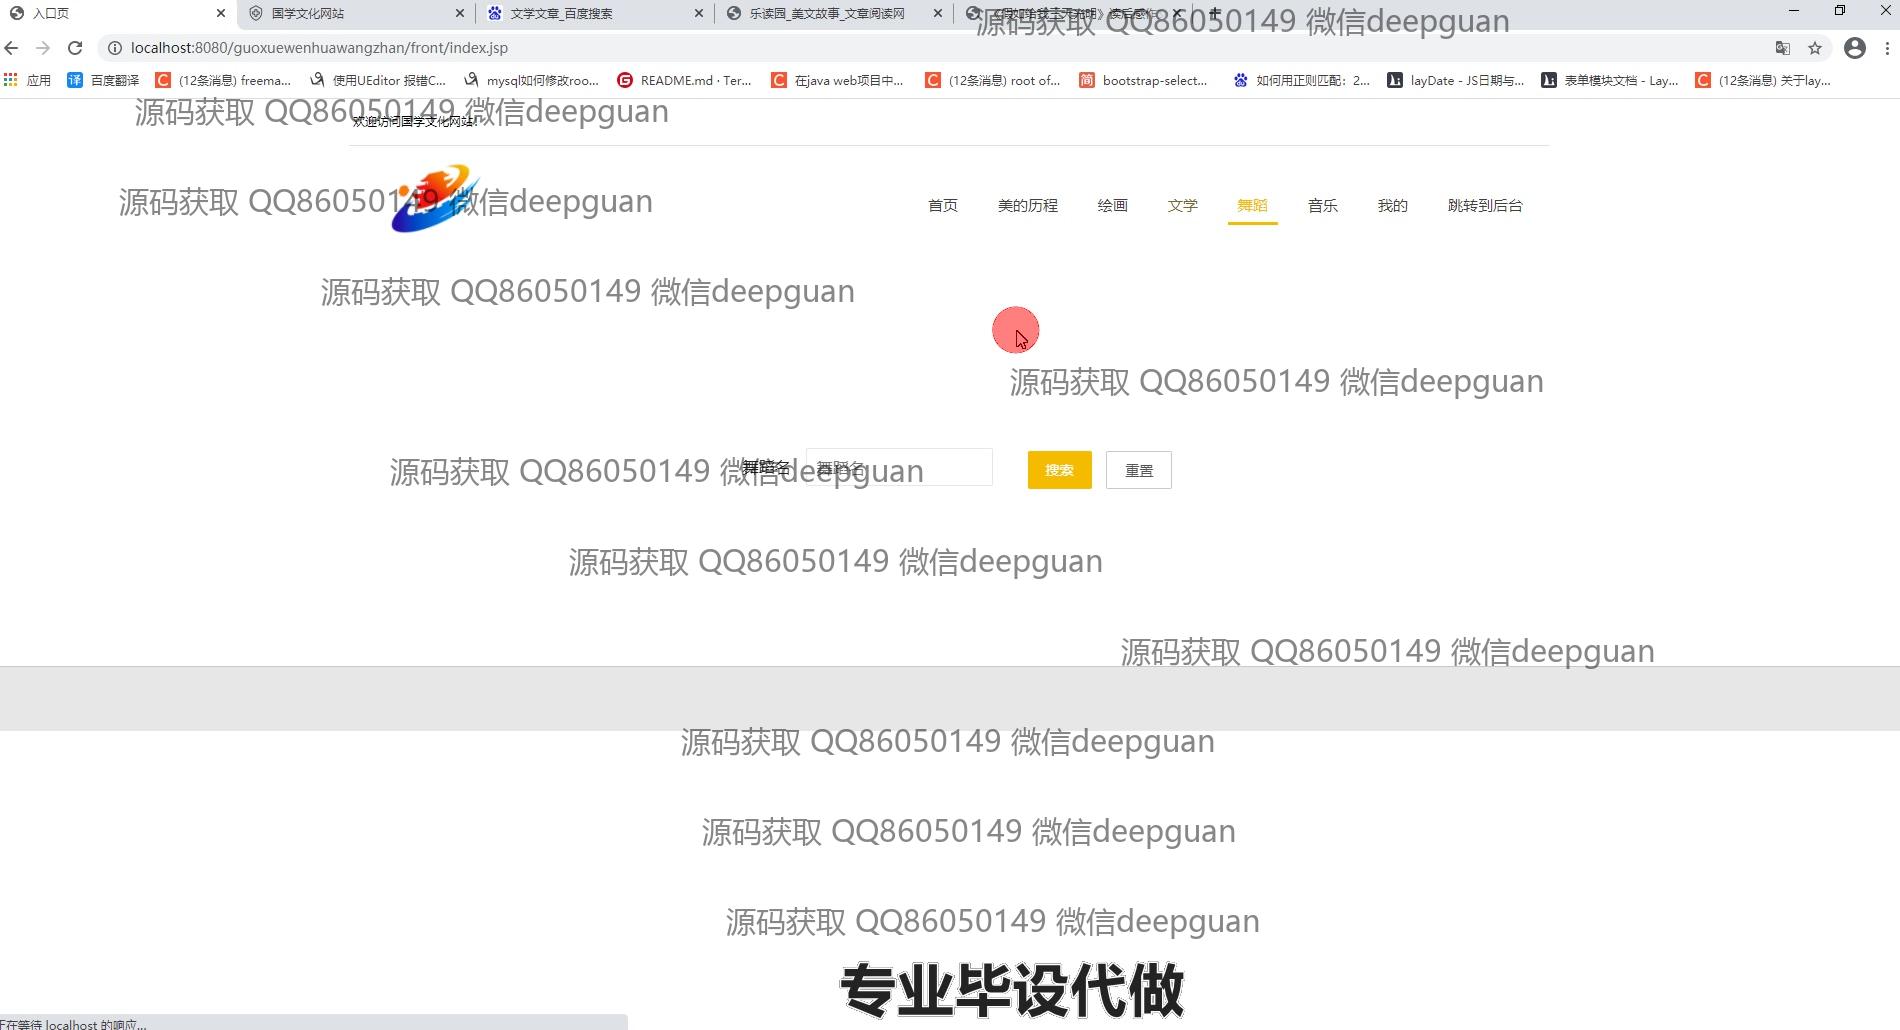 入口页
国学文化网站
文学文章_百度搜索
乐读园_美文故事_文章阅读网
《假如给我三天光明》读后感作
源码获取 QQ86050149 微信deepguan
localhost:8080/guoxuewenhuawangzhan/front/index.jsp
应用
百度翻译
(12条消息) freema...
使用UEditor 报错C...
mysql如何修改roo...
README.md · Ter...
在java web项目中...
(12条消息) root of...
bootstrap-select...
如何用正则匹配：2...
layDate - JS日期与...
表单模块文档 - Lay...
(12条消息) 关于lay...
源码获取 QQ86050149 微信deepguan
欢迎访问国学文化网站！
源码获取 QQ86050149 微信deepguan
首页
美的历程
绘画
文学
舞蹈
音乐
我的
跳转到后台
源码获取 QQ86050149 微信deepguan
源码获取 QQ86050149 微信deepguan
源码获取 QQ86050149 微信deepguan
舞蹈名
舞蹈名
搜索
重置
源码获取 QQ86050149 微信deepguan
源码获取 QQ86050149 微信deepguan
源码获取 QQ86050149 微信deepguan
源码获取 QQ86050149 微信deepguan
源码获取 QQ86050149 微信deepguan
专业毕设代做
正在等待 localhost 的响应...